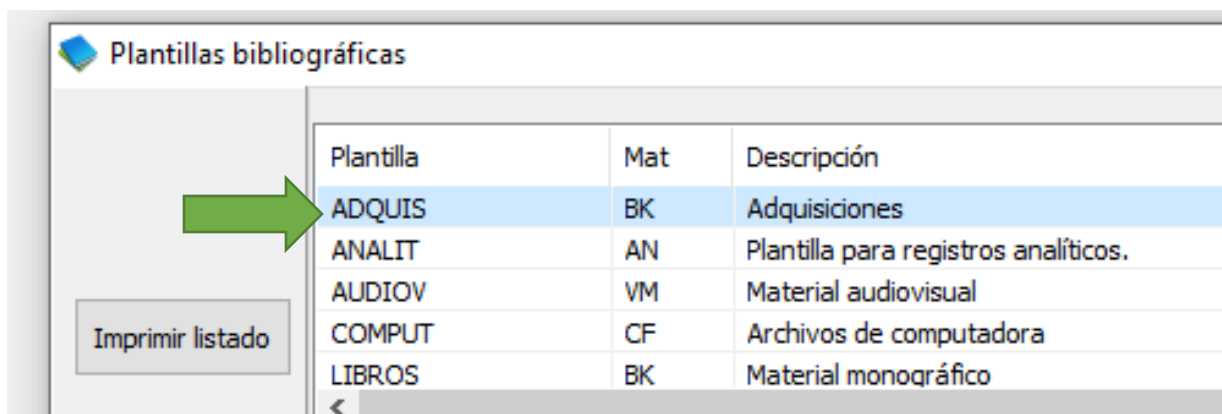 Plantillas bibliográficas
Plantilla Mat Descripción
ADQUIS BK Adquisiciones
ANALIT AN Plantilla para registros analíticos.
AUDIOV VM Material audiovisual
Imprimir listado COMPUT CF Archivos de computadora
LIBROS BK Material monográfico